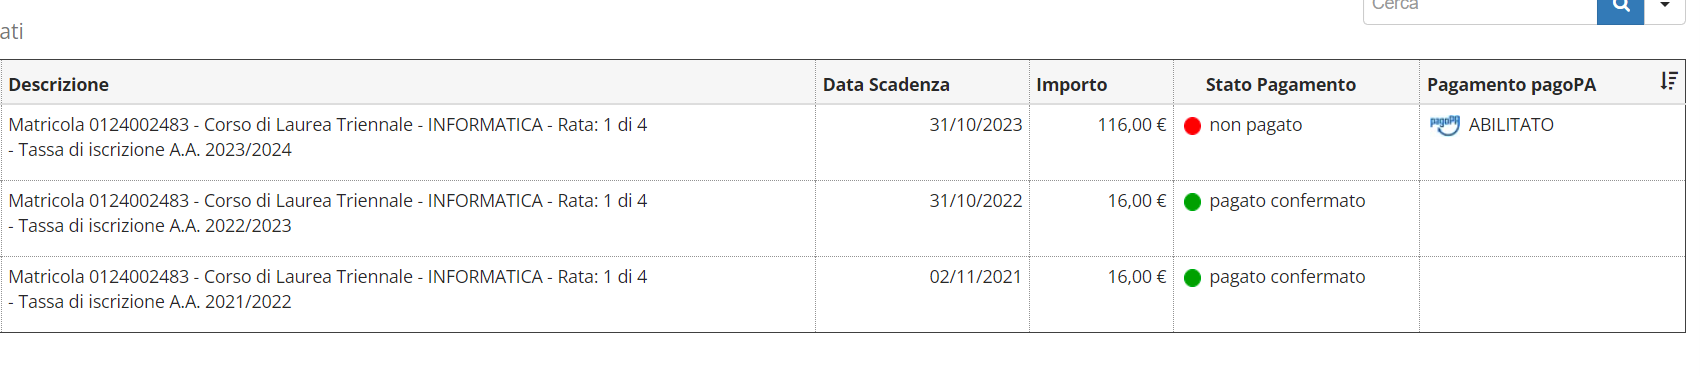 Cerca
ati
Descrizione Data Scadenza Importo Stato Pagamento Pagamento pagoPA
Matricola 0124002483 - Corso di Laurea Triennale - INFORMATICA - Rata: 1 di 4 31/10/2023 116,00 € non pagato pagoPA ABILITATO
- Tassa di iscrizione A.A. 2023/2024
Matricola 0124002483 - Corso di Laurea Triennale - INFORMATICA - Rata: 1 di 4 31/10/2022 16,00 € pagato confermato
- Tassa di iscrizione A.A. 2022/2023
Matricola 0124002483 - Corso di Laurea Triennale - INFORMATICA - Rata: 1 di 4 02/11/2021 16,00 € pagato confermato
- Tassa di iscrizione A.A. 2021/2022